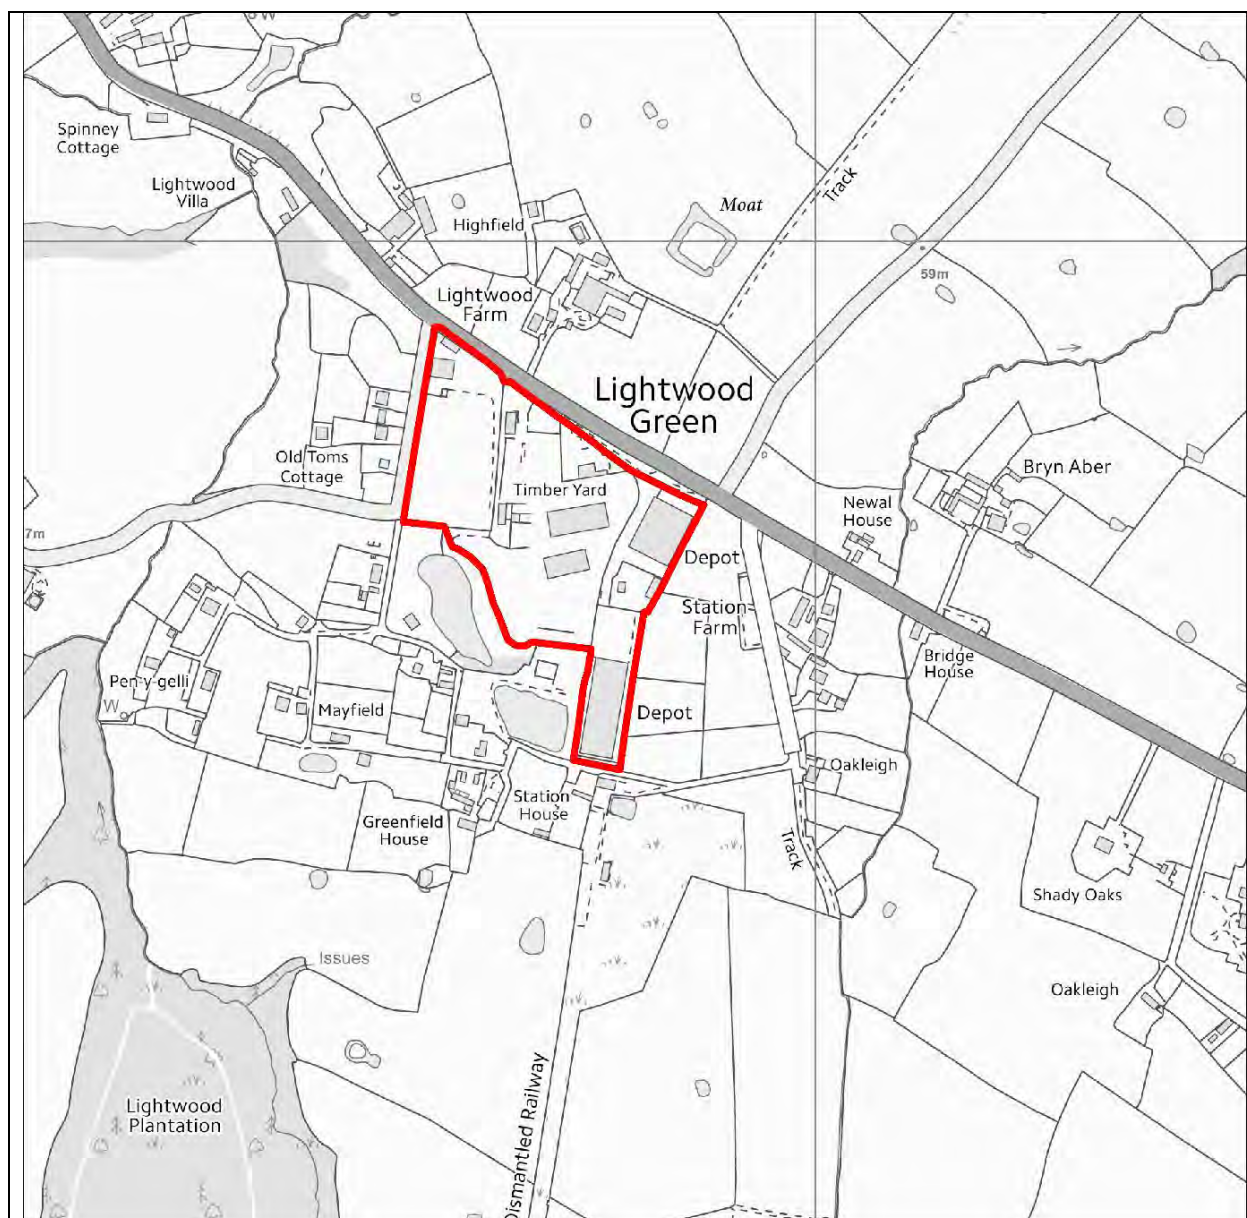 W
Spinney
Cottage
Lightwood
Villa
Highfield
Moat
Track
59m
Lightwood
Farm
Lightwood
Green
Old Toms
Cottage
Timber Yard
Bryn Aber
Newal
House
7m
Depot
Station
Farm
Bridge
House
Pen-y-gelli
W
Mayfield
Depot
Oakleigh
Station
House
Greenfield
House
Track
Shady Oaks
Issues
Oakleigh
Lightwood
Plantation
Dismantled Railway